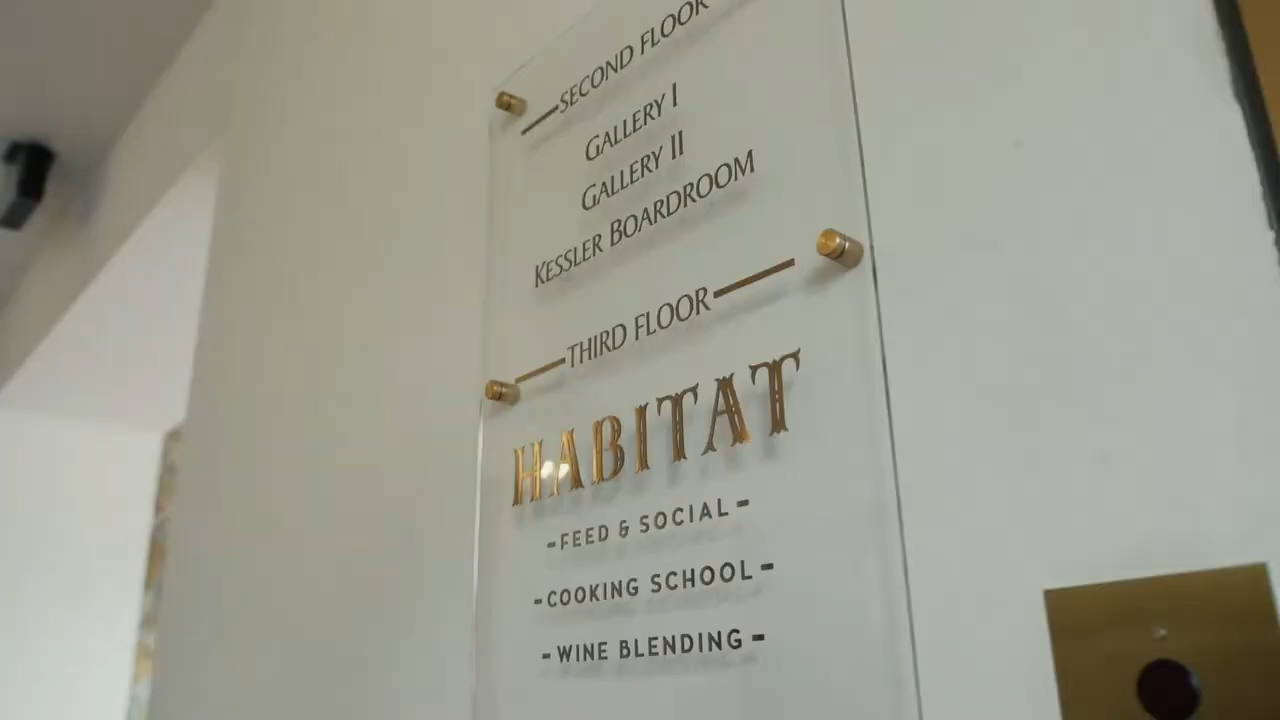 SECOND FLOOR
GALLERY I
GALLERY II
KESSLER BOARDROOM
THIRD FLOOR
HABITAT
-FEED & SOCIAL-
-COOKING SCHOOL-
-WINE BLENDING-